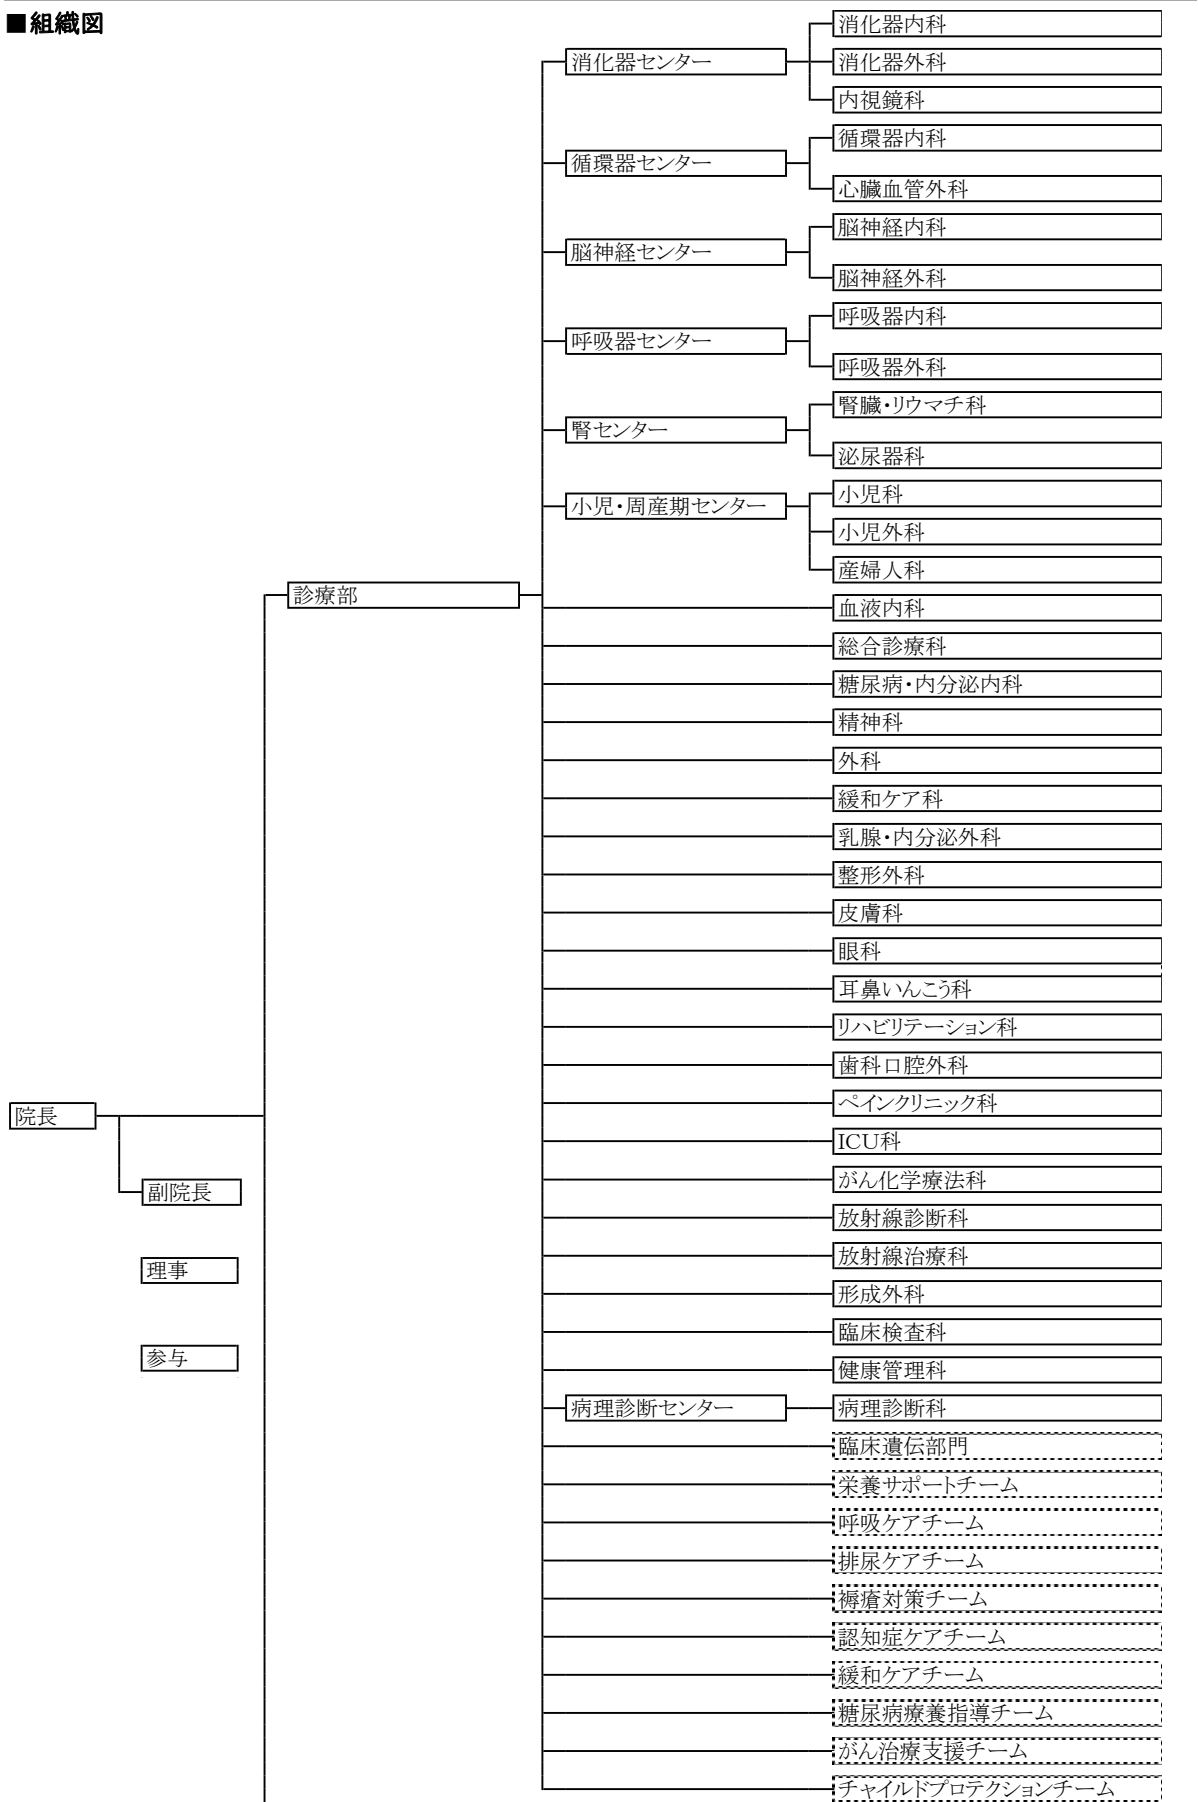 ■組織図
消化器内科
消化器センター
消化器外科
内視鏡科
循環器内科
循環器センター
心臓血管外科
脳神経内科
脳神経センター
脳神経外科
呼吸器内科
呼吸器センター
呼吸器外科
腎臓・リウマチ科
腎センター
泌尿器科
小児科
小児・周産期センター
小児外科
産婦人科
診療部
血液内科
総合診療科
糖尿病・内分泌内科
精神科
外科
緩和ケア科
乳腺・内分泌外科
整形外科
皮膚科
眼科
耳鼻いんこう科
リハビリテーション科
歯科口腔外科
ペインクリニック科
院長
ICU科
がん化学療法科
副院長
放射線診断科
放射線治療科
理事
形成外科
臨床検査科
参与
健康管理科
病理診断センター
病理診断科
臨床遺伝部門
栄養サポートチーム
呼吸ケアチーム
排尿ケアチーム
褥瘡対策チーム
認知症ケアチーム
緩和ケアチーム
糖尿病療養指導チーム
がん治療支援チーム
チャイルドプロテクションチーム